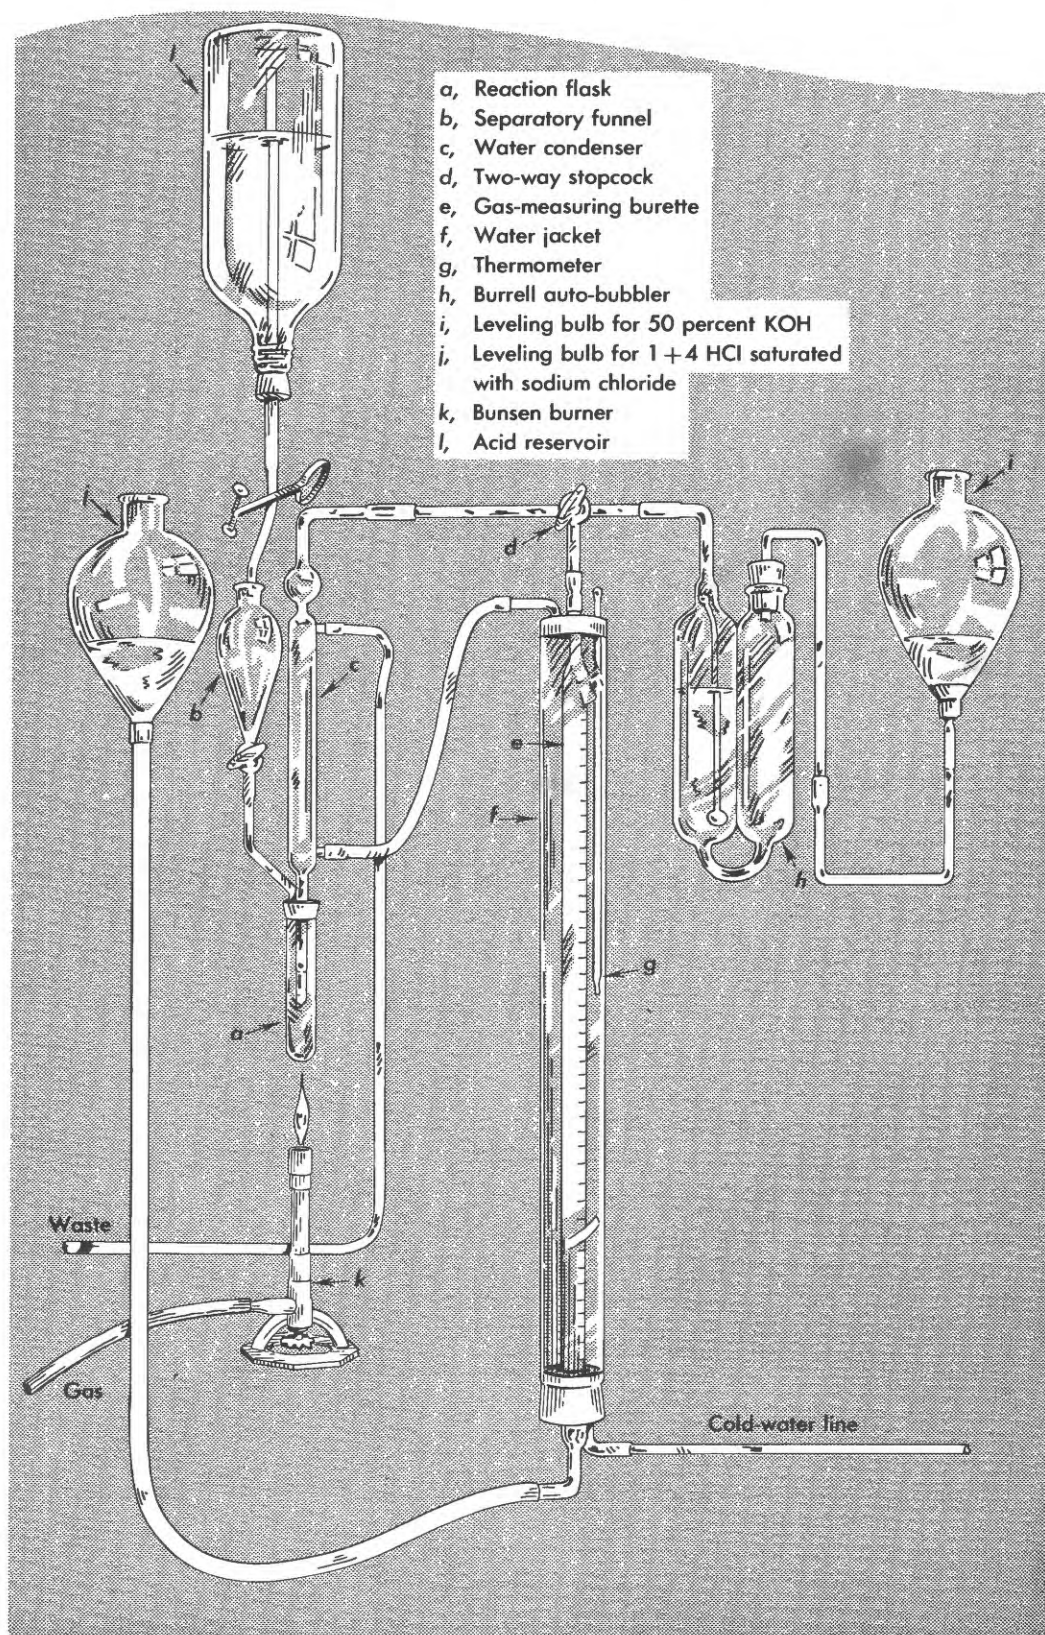 l
a, Reaction flask
b, Separatory funnel
c, Water condenser
d, Two-way stopcock
e, Gas-measuring burette
f, Water jacket
g, Thermometer
h, Burrell auto-bubbler
i, Leveling bulb for 50 percent KOH
j, Leveling bulb for 1 + 4 HCl saturated
with sodium chloride
k, Bunsen burner
l, Acid reservoir
j
i
d
c
b
e
f
h
g
a
Waste
k
Gas
Cold-water line